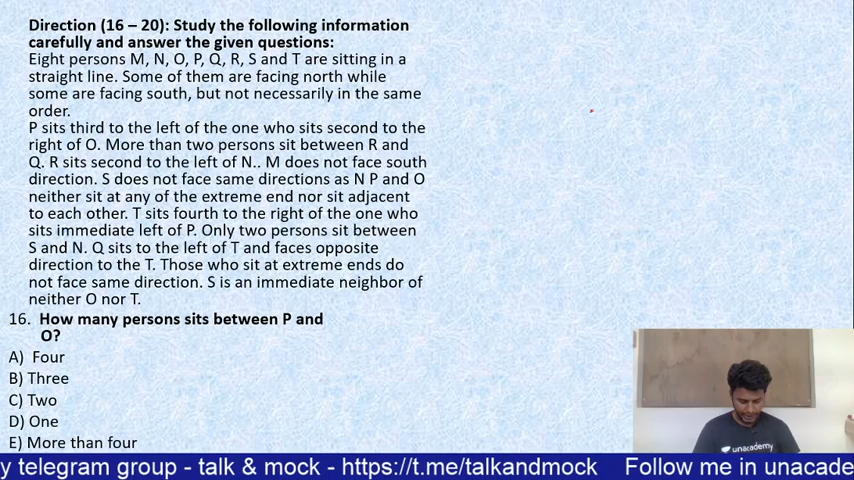 Direction (16 – 20): Study the following information
carefully and answer the given questions:
Eight persons M, N, O, P, Q, R, S and T are sitting in a
straight line. Some of them are facing north while
some are facing south, but not necessarily in the same
order.
P sits third to the left of the one who sits second to the
right of O. More than two persons sit between R and
Q. R sits second to the left of N.. M does not face south
direction. S does not face same directions as N P and O
neither sit at any of the extreme end nor sit adjacent
to each other. T sits fourth to the right of the one who
sits immediate left of P. Only two persons sit between
S and N. Q sits to the left of T and faces opposite
direction to the T. Those who sit at extreme ends do
not face same direction. S is an immediate neighbor of
neither O nor T.
16. How many persons sits between P and
O?
A) Four
B) Three
C) Two
D) One
E) More than four
unacademy
y telegram group - talk & mock - https://t.me/talkandmock Follow me in unacade